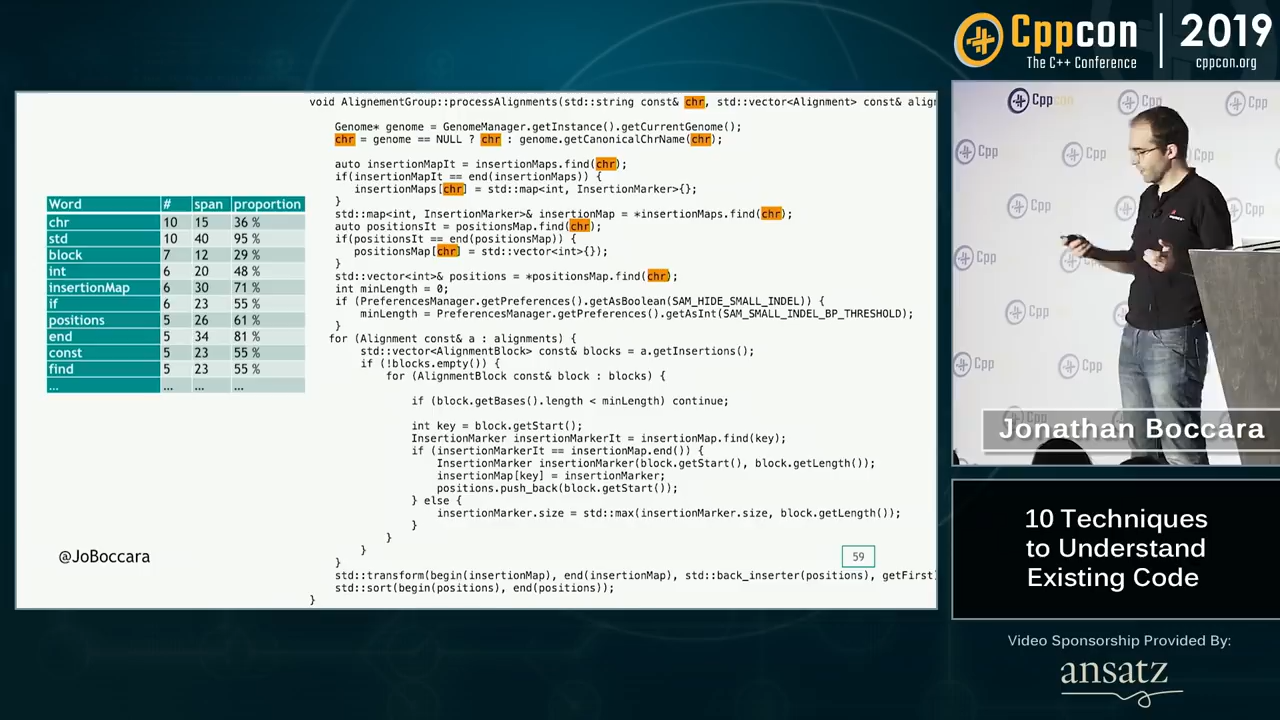 Cppcon
The C++ Conference
2019
cppcon.org
void AlignementGroup::processAlignments(std::string const& chr, std::vector<Alignment> const& align
Genome* genome = GenomeManager.getInstance().getCurrentGenome();
chr = genome == NULL ? chr : genome.getCanonicalChrName(chr);
auto insertionMapIt = insertionMaps.find(chr);
if(insertionMapIt == end(insertionMaps)) {
insertionMaps[chr] = std::map<int, InsertionMarker>{};
}
std::map<int, InsertionMarker>& insertionMap = *insertionMaps.find(chr);
auto positionsIt = positionsMap.find(chr);
if(positionsIt == end(positionsMap)) {
positionsMap[chr] = std::vector<int>{});
}
std::vector<int>& positions = *positionsMap.find(chr);
int minLength = 0;
if (PreferencesManager.getPreferences().getAsBoolean(SAM_HIDE_SMALL_INDEL)) {
minLength = PreferencesManager.getPreferences().getAsInt(SAM_SMALL_INDEL_BP_THRESHOLD);
}
for (Alignment const& a : alignments) {
std::vector<AlignmentBlock> const& blocks = a.getInsertions();
if (!blocks.empty()) {
for (AlignmentBlock const& block : blocks) {
if (block.getBases().length < minLength) continue;
int key = block.getStart();
InsertionMarker insertionMarkerIt = insertionMap.find(key);
if (insertionMarkerIt == insertionMap.end()) {
InsertionMarker insertionMarker(block.getStart(), block.getLength());
insertionMap[key] = insertionMarker;
positions.push_back(block.getStart());
} else {
insertionMarker.size = std::max(insertionMarker.size, block.getLength());
}
}
}
}
std::transform(begin(insertionMap), end(insertionMap), std::back_inserter(positions), getFirst)
std::sort(begin(positions), end(positions));
}
Word # span proportion
chr 10 15 36 %
std 10 40 95 %
block 7 12 29 %
int 6 20 48 %
insertionMap 6 30 71 %
if 6 23 55 %
positions 5 26 61 %
end 5 34 81 %
const 5 23 55 %
find 5 23 55 %
... ... ... ...
@JoBoccara
59
Cppcon
Cpp
Cpp
Cpp
Cpp
Cpp
Cpp
Cpp
Cpp
Cpp
Cpp
Jonathan Boccara
10 Techniques
to Understand
Existing Code
Video Sponsorship Provided By:
ansatz